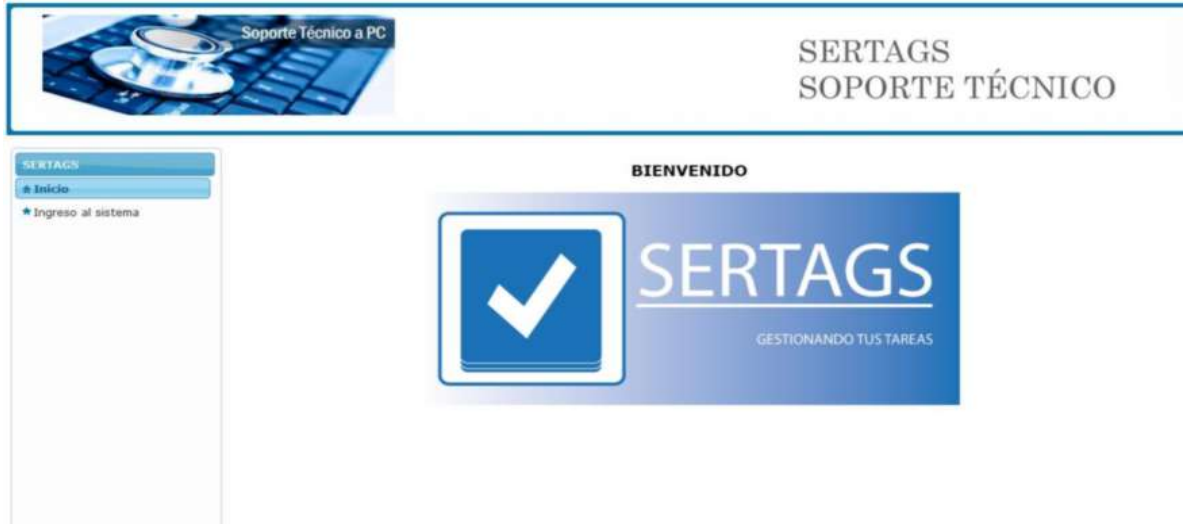 Soporte Técnico a PC
SERTAGS
SOPORTE TÉCNICO
SERTAGS
Inicio
Ingreso al sistema
BIENVENIDO
SERTAGS
GESTIONANDO TUS TAREAS